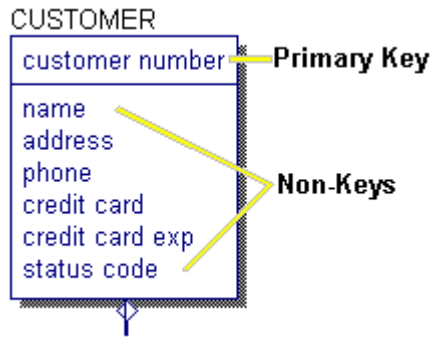 CUSTOMER
customer number
Primary Key
name
address
phone
Non-Keys
credit card
credit card exp
status code